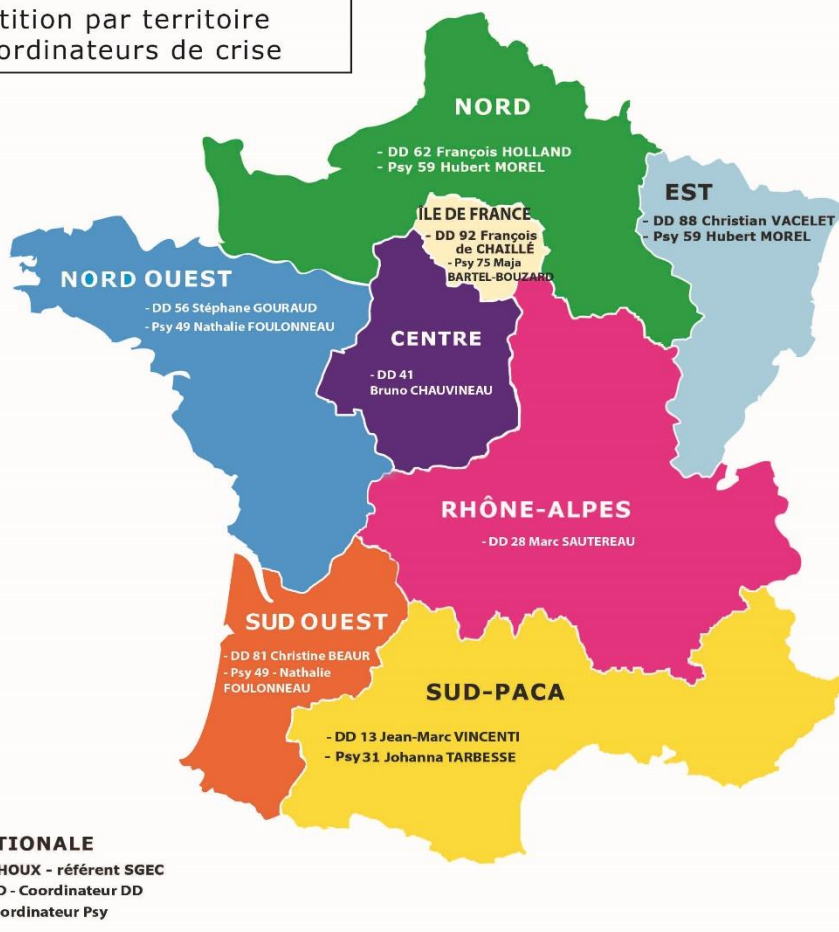 tition par territoire
ordinateurs de crise
NORD
- DD 62 François HOLLAND
- Psy 59 Hubert MOREL
EST
- DD 88 Christian VACELET
- Psy 59 Hubert MOREL
ÎLE DE FRANCE
- DD 92 François
de CHAILLÉ
- Psy 75 Maja
BARTEL-BOUZARD
NORD OUEST
- DD 56 Stéphane GOURAUD
- Psy 49 Nathalie FOULONNEAU
CENTRE
- DD 41
Bruno CHAUVINEAU
RHÔNE-ALPES
- DD 28 Marc SAUTEREAU
SUD OUEST
- DD 81 Christine BEAUR
- Psy 49 - Nathalie
FOULONNEAU
SUD-PACA
- DD 13 Jean-Marc VINCENTI
- Psy 31 Johanna TARBESSE
TIONALE
HOUX - référent SGEC
D - Coordinateur DD
ordinateur Psy